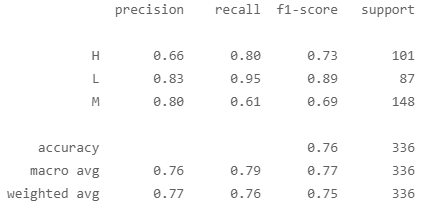 precision recall f1-score support
H 0.66 0.80 0.73 101
L 0.83 0.95 0.89 87
M 0.80 0.61 0.69 148
accuracy 0.76 336
macro avg 0.76 0.79 0.77 336
weighted avg 0.77 0.76 0.75 336